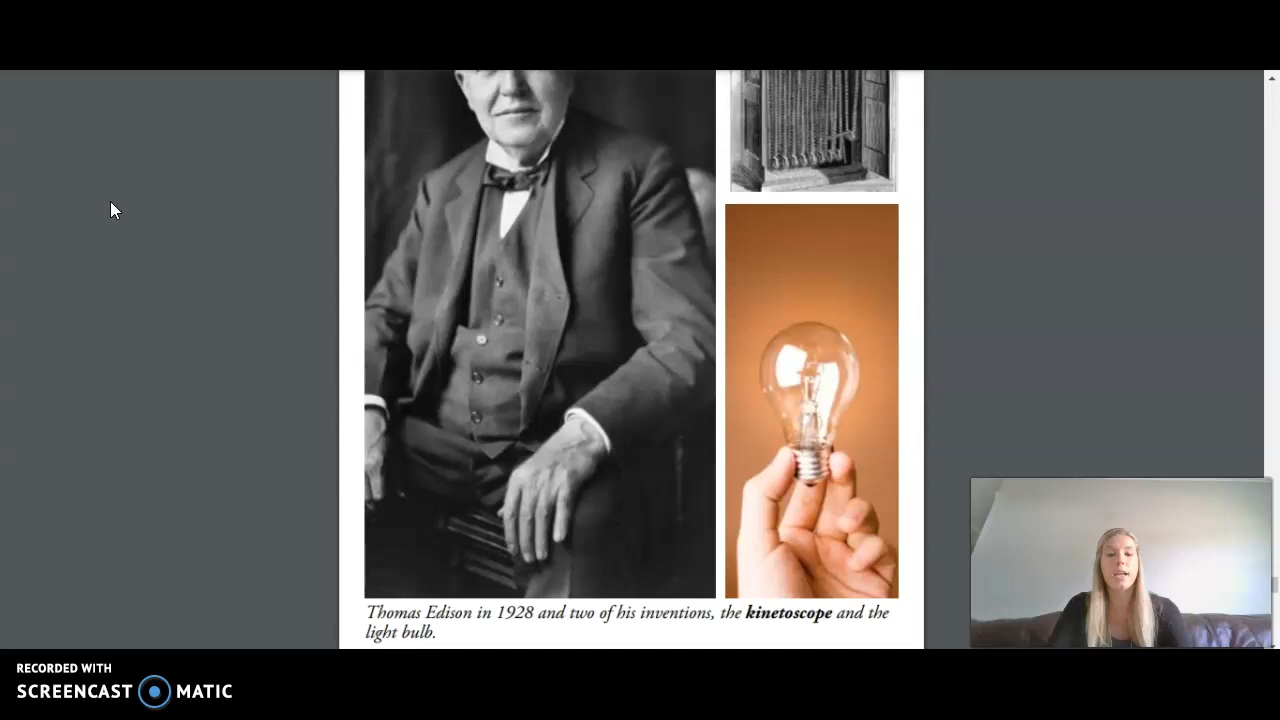 Thomas Edison in 1928 and two of his inventions, the kinetoscope and the
light bulb.
RECORDED WITH
SCREENCAST MATIC